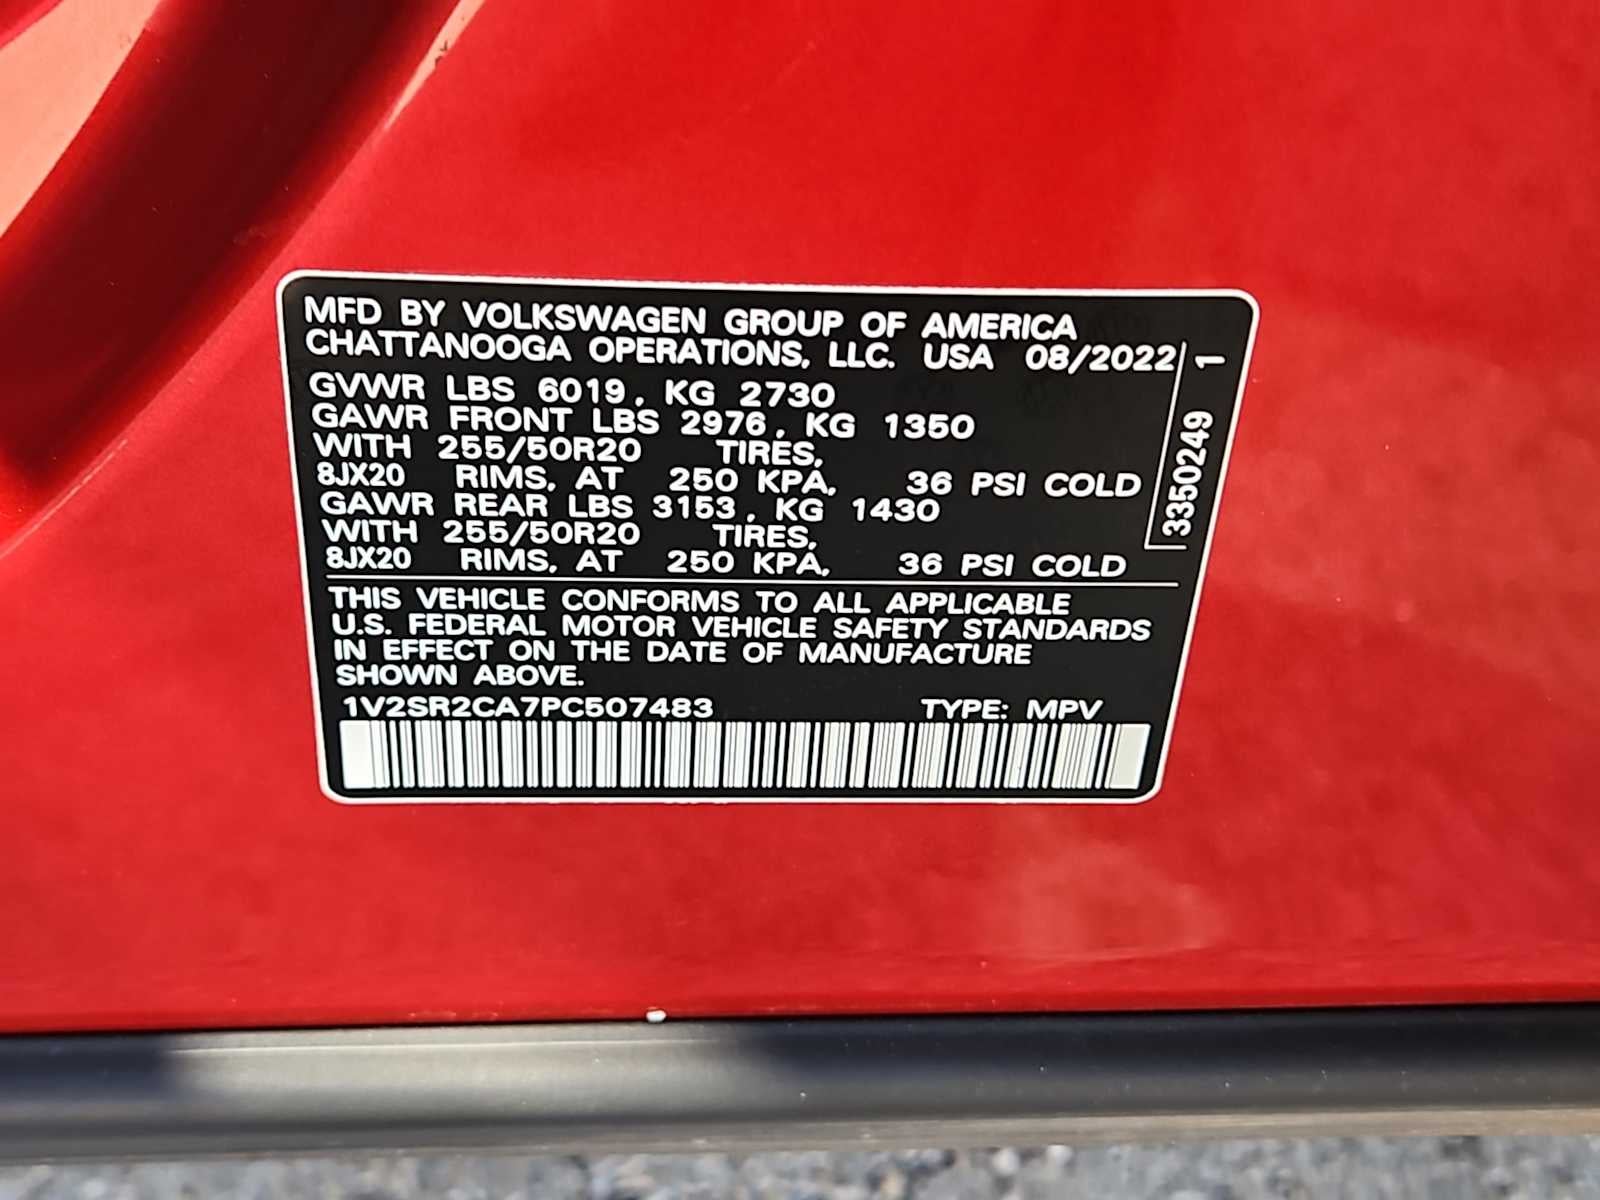 MFD BY VOLKSWAGEN GROUP OF AMERICA
CHATTANOOGA OPERATIONS, LLC. USA 08/2022
GVWR LBS 6019, KG 2730
GAWR FRONT LBS 2976, KG 1350
WITH 255/50R20 TIRES,
8JX20 RIMS, AT 250 KPA, 36 PSI COLD
GAWR REAR LBS 3153, KG 1430
WITH 255/50R20 TIRES,
8JX20 RIMS, AT 250 KPA, 36 PSI COLD
THIS VEHICLE CONFORMS TO ALL APPLICABLE
U.S. FEDERAL MOTOR VEHICLE SAFETY STANDARDS
IN EFFECT ON THE DATE OF MANUFACTURE
SHOWN ABOVE.
1V2SR2CA7PC507483 TYPE: MPV
3350249 1